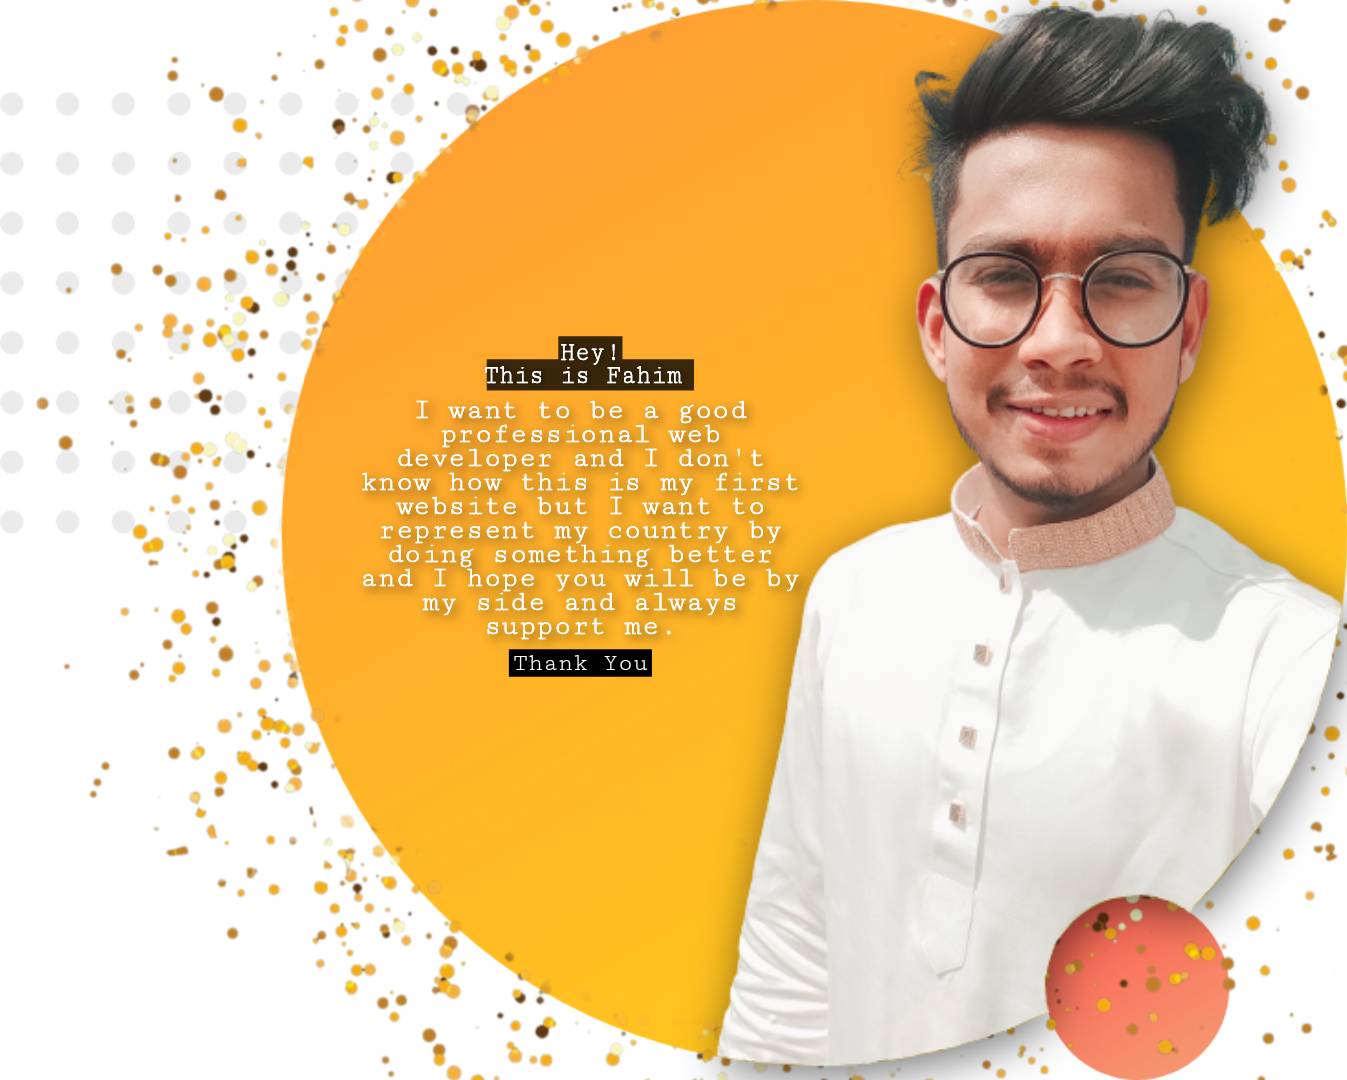 Hey!
This is Fahim
I want to be a good
professional web
developer and I don't
know how this is my first
website but I want to
represent my country by
doing something better
and I hope you will be by
my side and always
support me.
Thank You